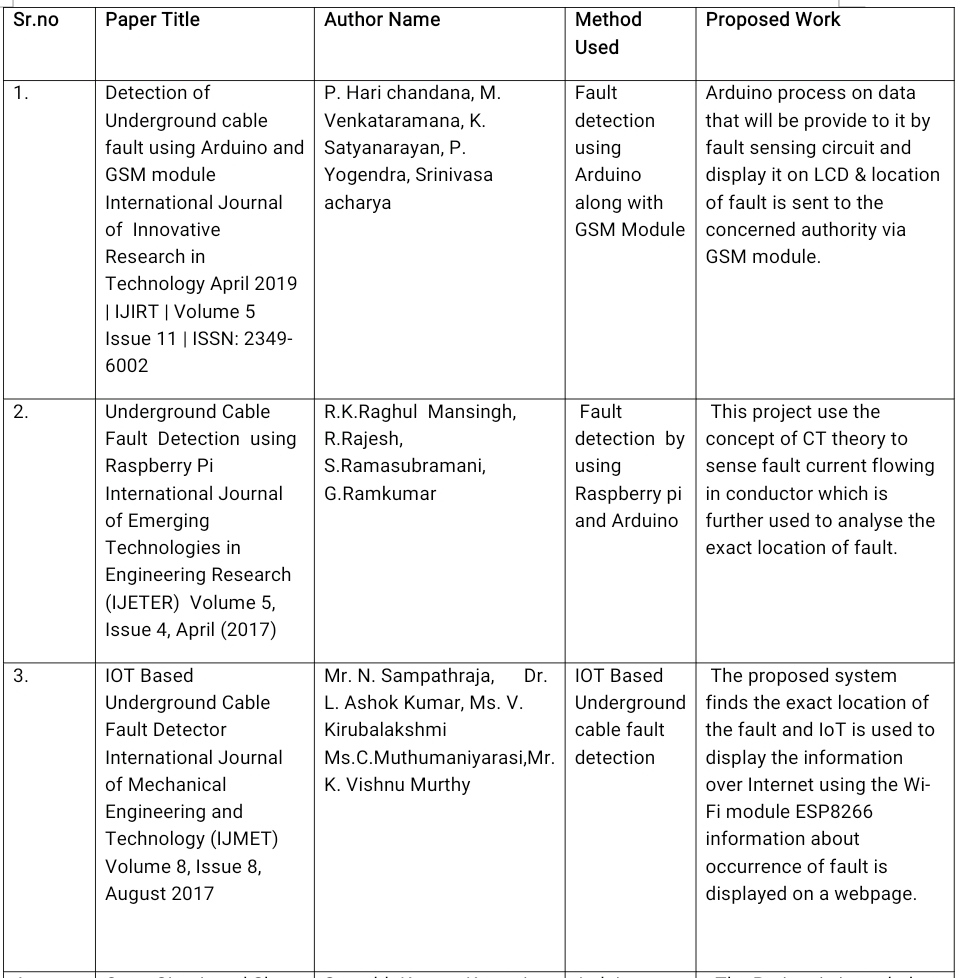 Sr.no
Paper Title
Author Name
Method
Used
Proposed Work
1.
Detection of
Underground cable
fault using Arduino and
GSM module
International Journal
of  Innovative
Research in
Technology April 2019
| IJIRT | Volume 5
Issue 11 | ISSN: 2349-
6002
P. Hari chandana, M.
Venkataramana, K.
Satyanarayan, P.
Yogendra, Srinivasa
acharya
Fault
detection
using
Arduino
along with
GSM Module
Arduino process on data
that will be provide to it by
fault sensing circuit and
display it on LCD & location
of fault is sent to the
concerned authority via
GSM module.
2.
Underground Cable
Fault  Detection  using
Raspberry Pi
International Journal
of Emerging
Technologies in
Engineering Research
(IJETER)  Volume 5,
Issue 4, April (2017)
R.K.Raghul  Mansingh,
R.Rajesh,
S.Ramasubramani,
G.Ramkumar
Fault
detection  by
using
Raspberry pi
and Arduino
This project use the
concept of CT theory to
sense fault current flowing
in conductor which is
further used to analyse the
exact location of fault.
3.
IOT Based
Underground Cable
Fault Detector
International Journal
of Mechanical
Engineering and
Technology (IJMET)
Volume 8, Issue 8,
August 2017
Mr. N. Sampathraja,     Dr.
L. Ashok Kumar, Ms. V.
Kirubalakshmi
Ms.C.Muthumaniyarasi,Mr.
K. Vishnu Murthy
IOT Based
Underground
cable fault
detection
The proposed system
finds the exact location of
the fault and IoT is used to
display the information
over Internet using the Wi-
Fi module ESP8266
information about
occurrence of fault is
displayed on a webpage.